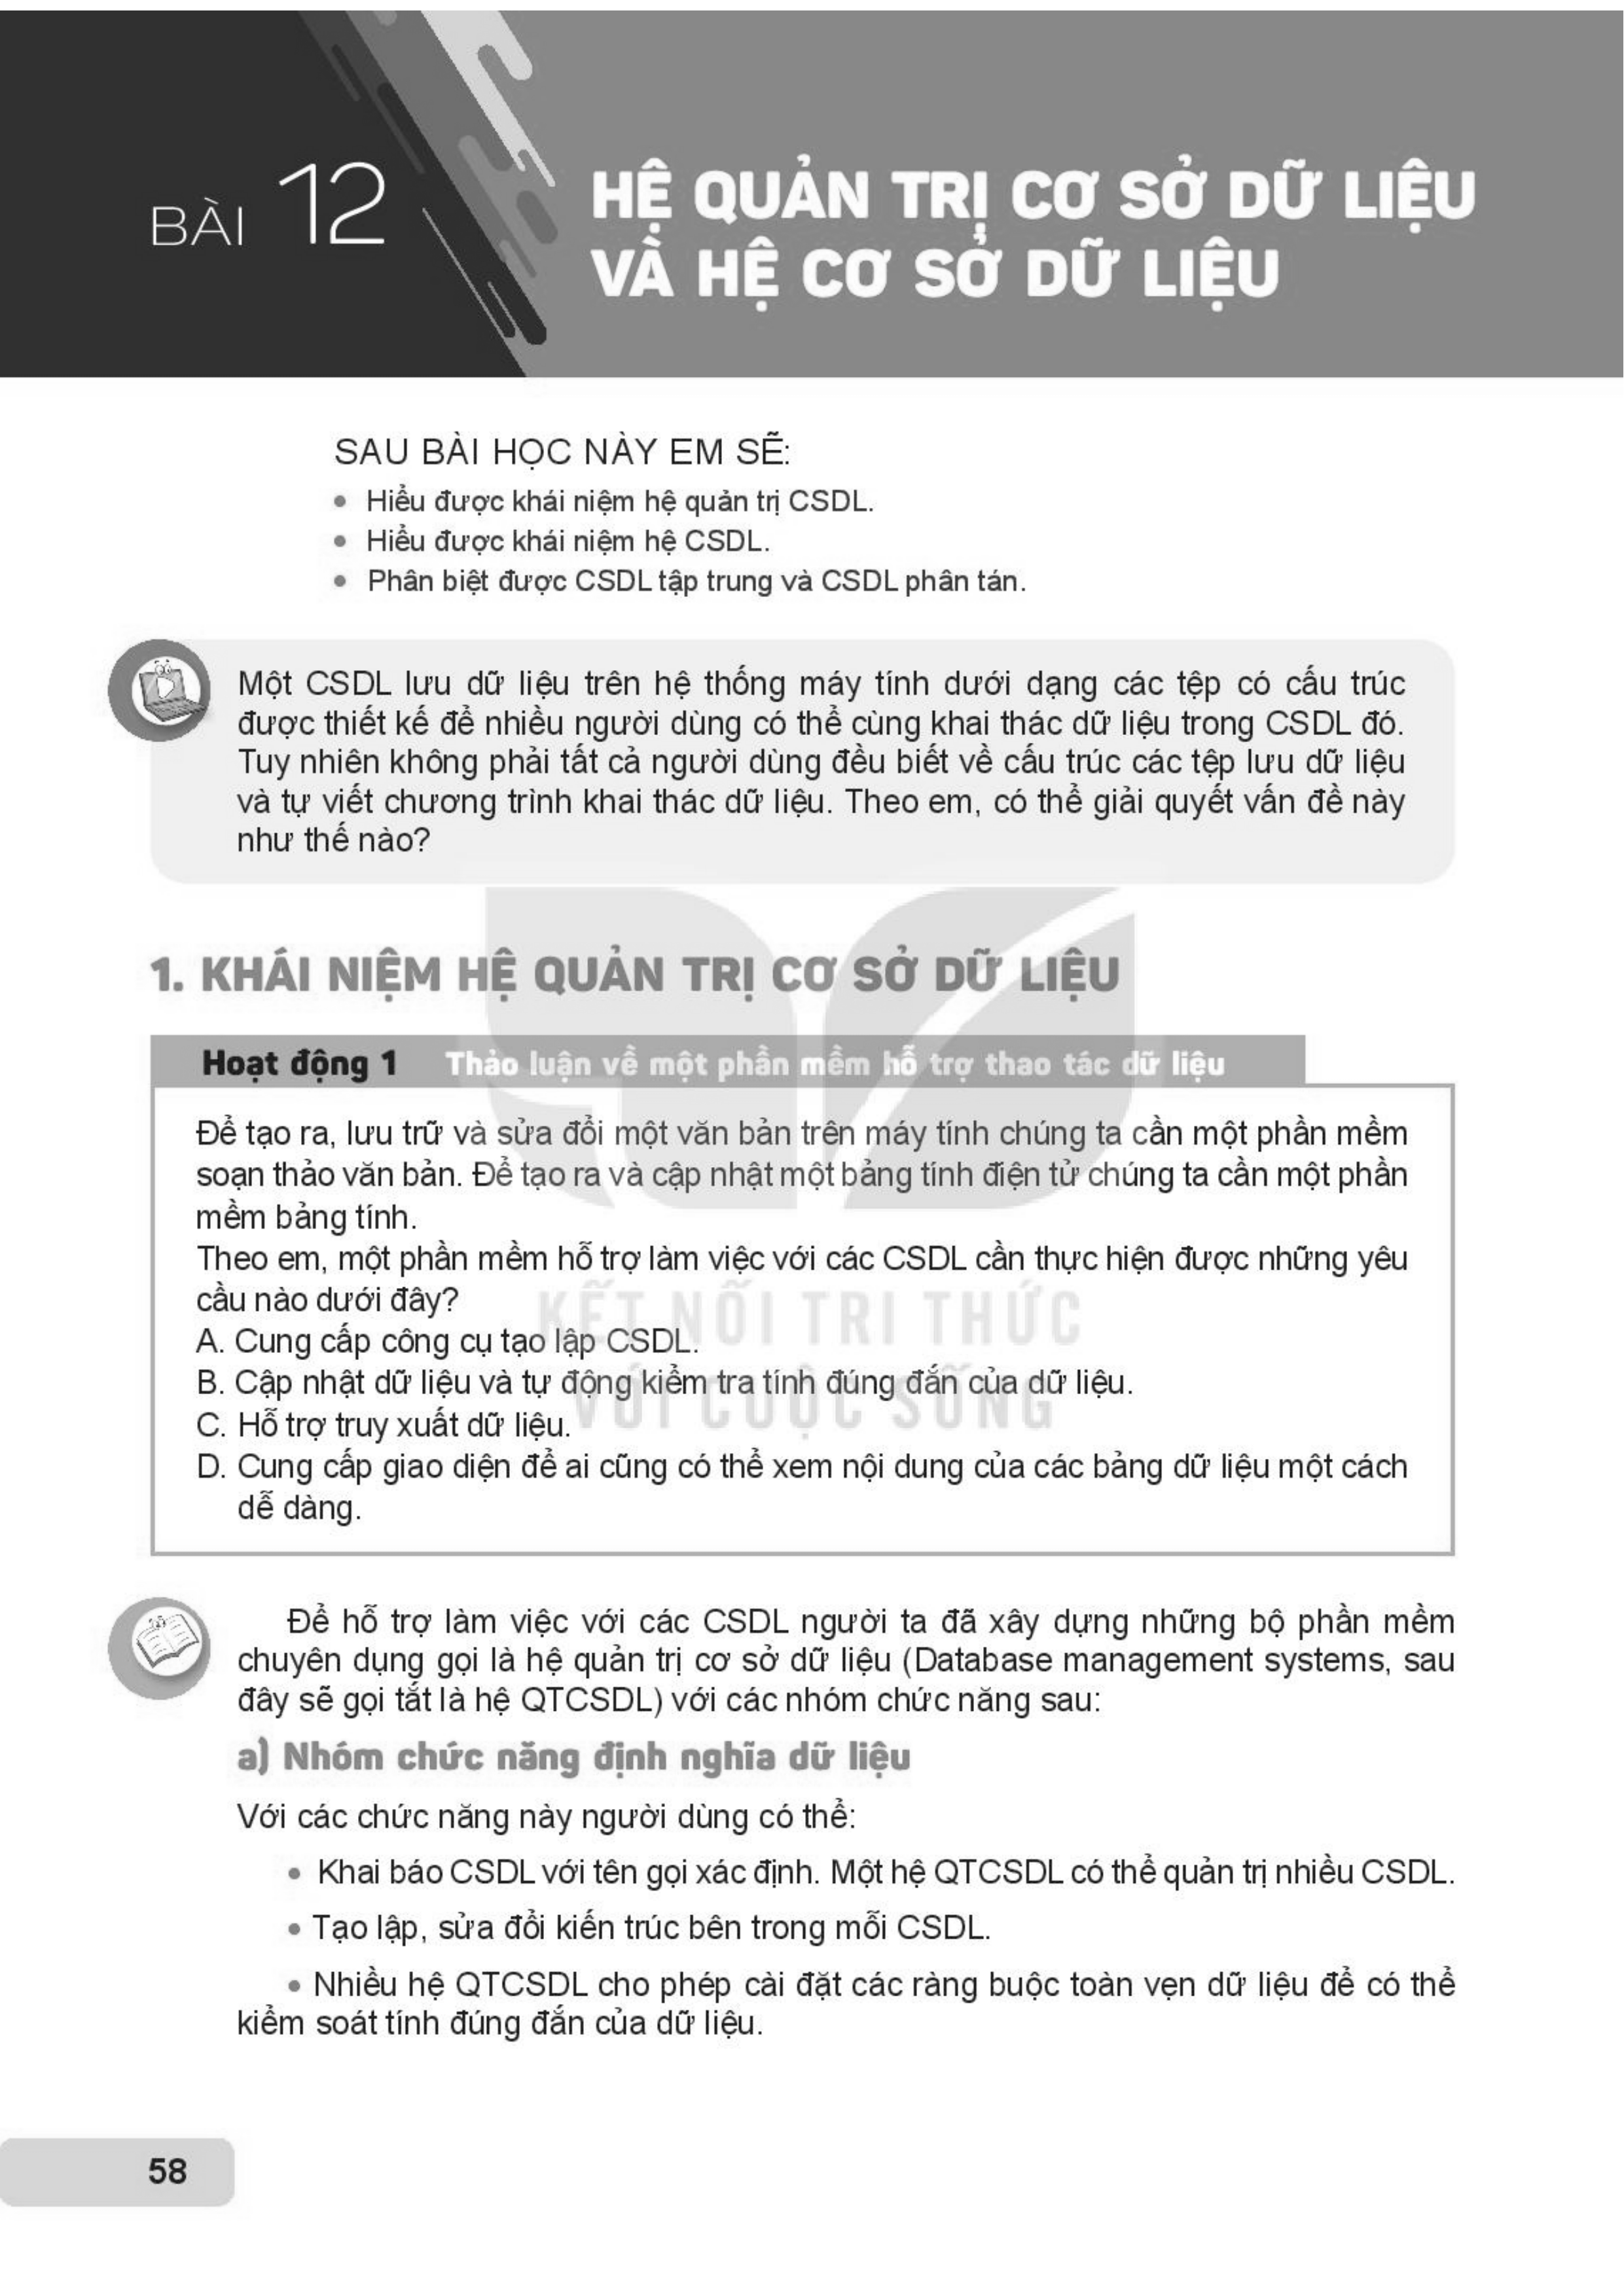 BÀI 12
HỆ QUẢN TRỊ CƠ SỞ DỮ LIỆU
VÀ HỆ CƠ SỞ DỮ LIỆU
SAU BÀI HỌC NÀY EM SẼ:
• Hiểu được khái niệm hệ quản trị CSDL.
• Hiểu được khái niệm hệ CSDL.
• Phân biệt được CSDL tập trung và CSDL phân tán.
Một CSDL lưu dữ liệu trên hệ thống máy tính dưới dạng các tệp có cấu trúc
được thiết kế để nhiều người dùng có thể cùng khai thác dữ liệu trong CSDL đó.
Tuy nhiên không phải tất cả người dùng đều biết về cấu trúc các tệp lưu dữ liệu
và tự viết chương trình khai thác dữ liệu. Theo em, có thể giải quyết vấn đề này
như thế nào?
1. KHÁI NIỆM HỆ QUẢN TRỊ CƠ SỞ DỮ LIỆU
Hoạt động 1 Thảo luận về một phần mềm hỗ trợ thao tác dữ liệu
Để tạo ra, lưu trữ và sửa đổi một văn bản trên máy tính chúng ta cần một phần mềm
soạn thảo văn bản. Để tạo ra và cập nhật một bảng tính điện tử chúng ta cần một phần
mềm bảng tính.
Theo em, một phần mềm hỗ trợ làm việc với các CSDL cần thực hiện được những yêu
cầu nào dưới đây?
A. Cung cấp công cụ tạo lập CSDL.
B. Cập nhật dữ liệu và tự động kiểm tra tính đúng đắn của dữ liệu.
C. Hỗ trợ truy xuất dữ liệu.
D. Cung cấp giao diện để ai cũng có thể xem nội dung của các bảng dữ liệu một cách
dễ dàng.
KẾT NỐI TRI THỨC
VỚI CUỘC SỐNG
Để hỗ trợ làm việc với các CSDL người ta đã xây dựng những bộ phần mềm
chuyên dụng gọi là hệ quản trị cơ sở dữ liệu (Database management systems, sau
đây sẽ gọi tắt là hệ QTCSDL) với các nhóm chức năng sau:
a) Nhóm chức năng định nghĩa dữ liệu
Với các chức năng này người dùng có thể:
• Khai báo CSDL với tên gọi xác định. Một hệ QTCSDL có thể quản trị nhiều CSDL.
• Tạo lập, sửa đổi kiến trúc bên trong mỗi CSDL.
• Nhiều hệ QTCSDL cho phép cài đặt các ràng buộc toàn vẹn dữ liệu để có thể
kiểm soát tính đúng đắn của dữ liệu.
58